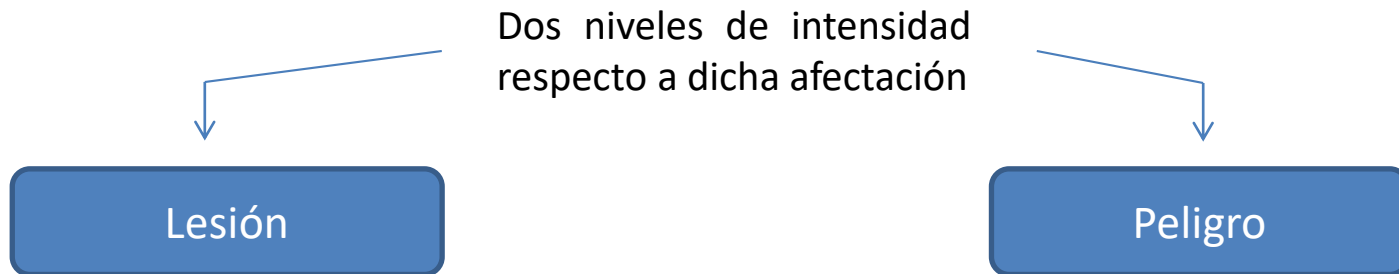 Dos niveles de intensidad
respecto a dicha afectación
Lesión
Peligro